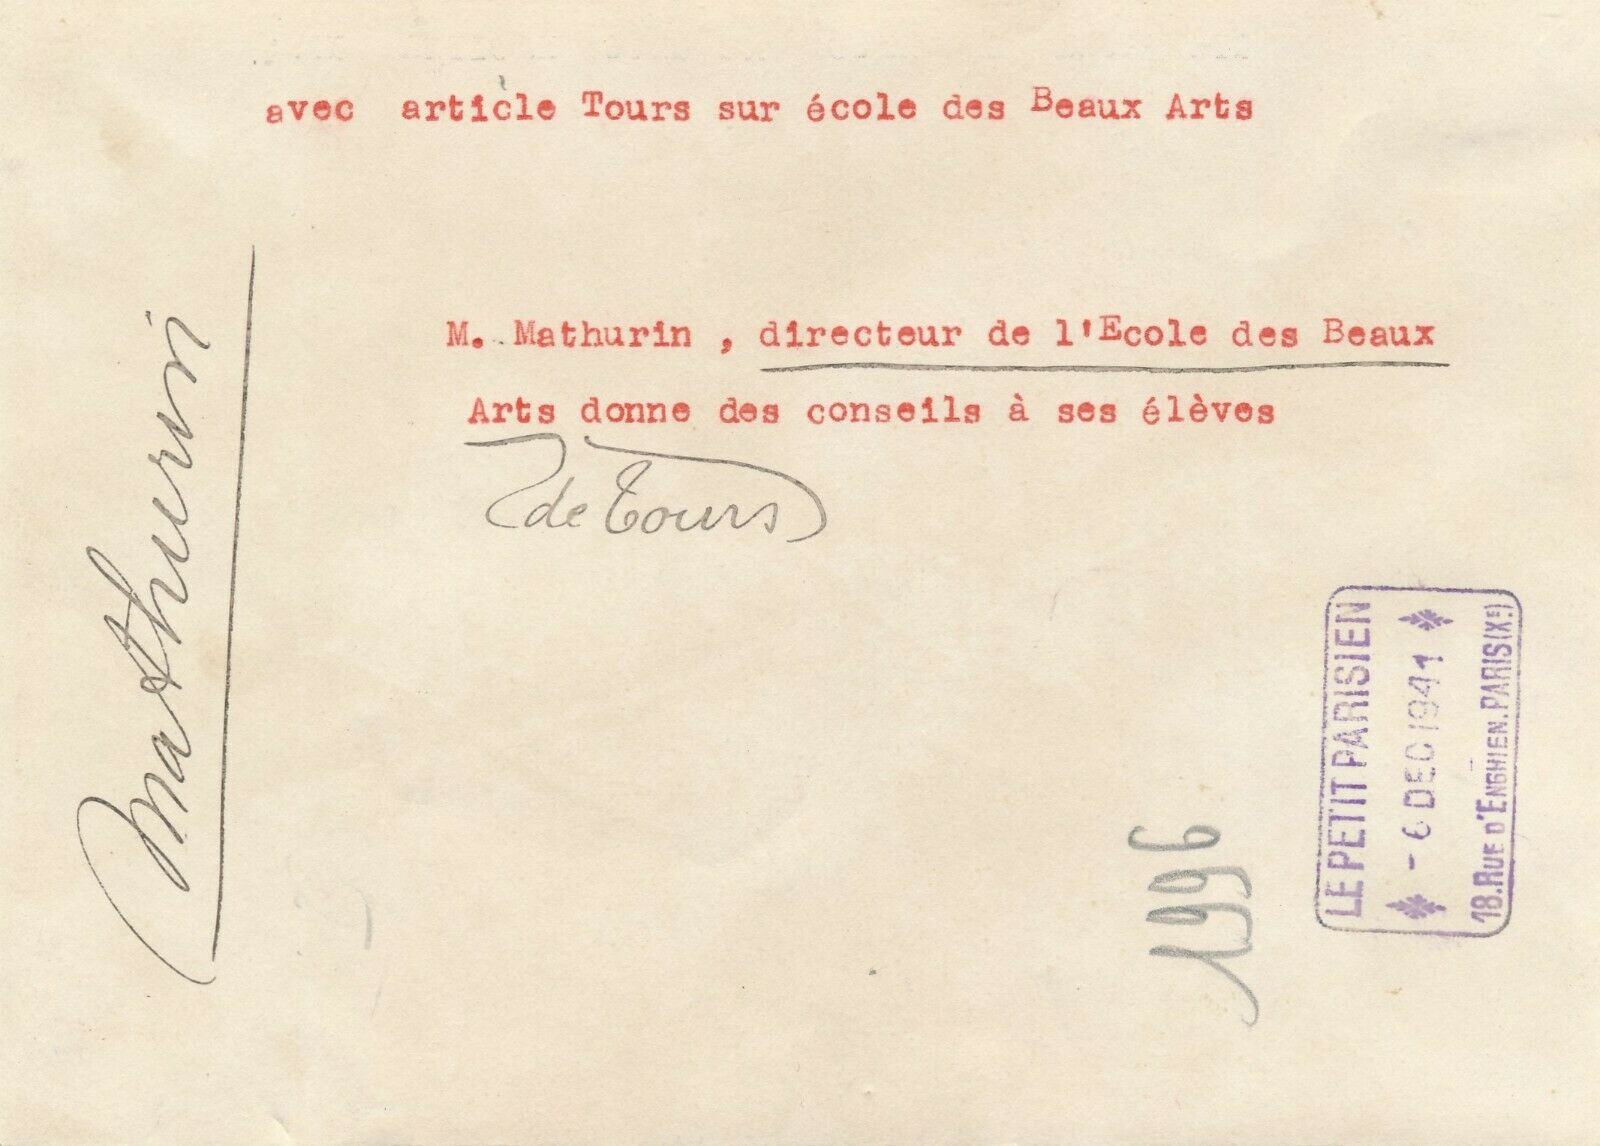 avec article Tours sur école des Beaux Arts
M. Mathurin , directeur de l'Ecole des Beaux
Arts donne des conseils à ses élèves
de Tours
Mathurin
1996
LE PETIT PARISIEN
- 6 DEC 1941
18.RUE D'ENGHIEN.PARIS(Xe)